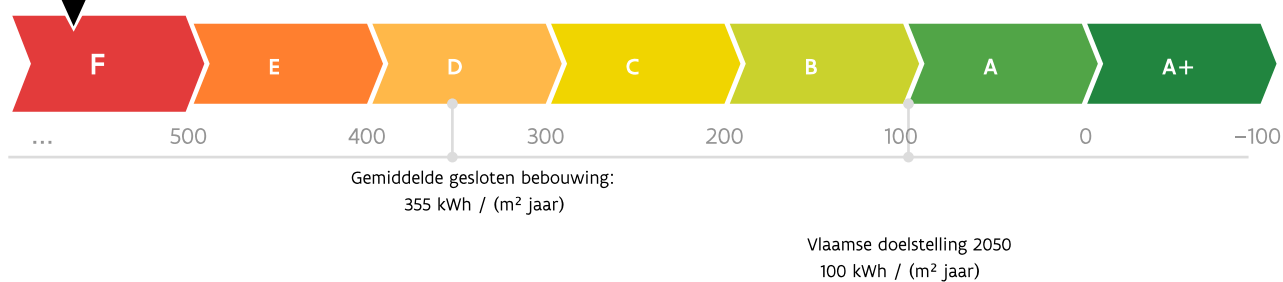 F E D C B A A+
... 500 400 300 200 100 0 –100
Gemiddelde gesloten bebouwing:
355 kWh / (m² jaar)
Vlaamse doelstelling 2050
100 kWh / (m² jaar)